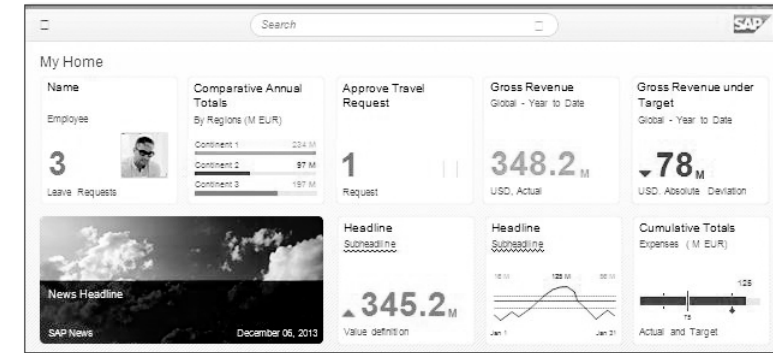 Search
SAP
My Home
Name
Employee
3
Leave Requests
Comparative Annual
Totals
By Regions (M EUR)
Continent 1 234 M
Continent 2 97 M
Continent 3 197 M
Approve Travel
Request
1
Request
Gross Revenue
Global - Year to Date
348.2 M
USD, Actual
Gross Revenue under
Target
Global - Year to Date
78 M
USD. Absolute Deviation
News Headline
SAP News December 06, 2013
Headline
Subheadline
345.2 M
Value definition
Headline
Subheadline
125 M
Jan 1 Jan 21
Cumulative Totals
Expenses ( M EUR)
125
75
Actual and Target